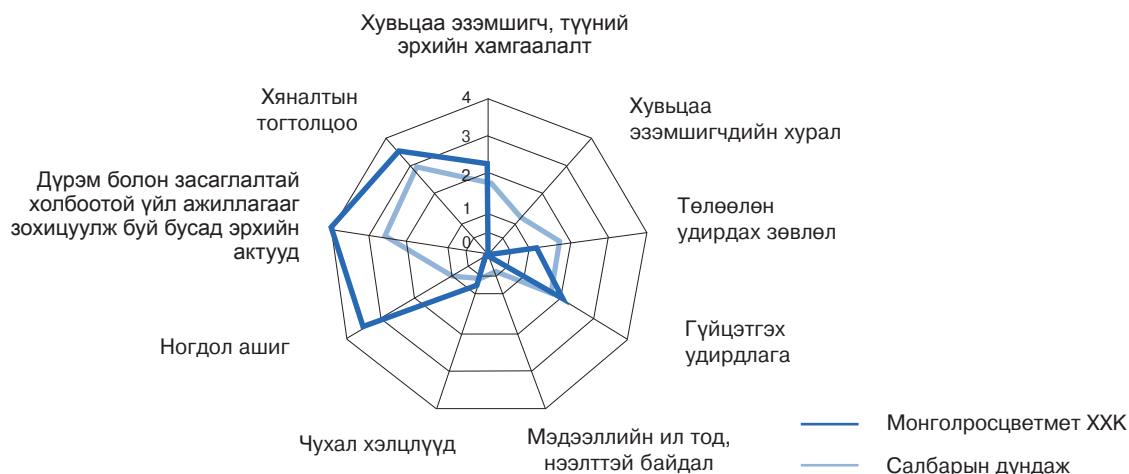 Хувьцаа эзэмшигч, түүний
эрхийн хамгаалалт
Хяналтын
тогтолцоо
Хувьцаа
эзэмшигчдийн хурал
4
3
2
1
0
Дүрэм болон засаглалтай
холбоотой үйл ажиллагааг
зохицуулж буй бусад эрхийн
актууд
Төлөөлөн
удирдах зөвлөл
Ногдол ашиг
Гүйцэтгэх
удирдлага
Чухал хэлцлүүд
Мэдээллийн ил тод,
нээлттэй байдал
Монголросцветмет ХХК
Салбарын дундаж